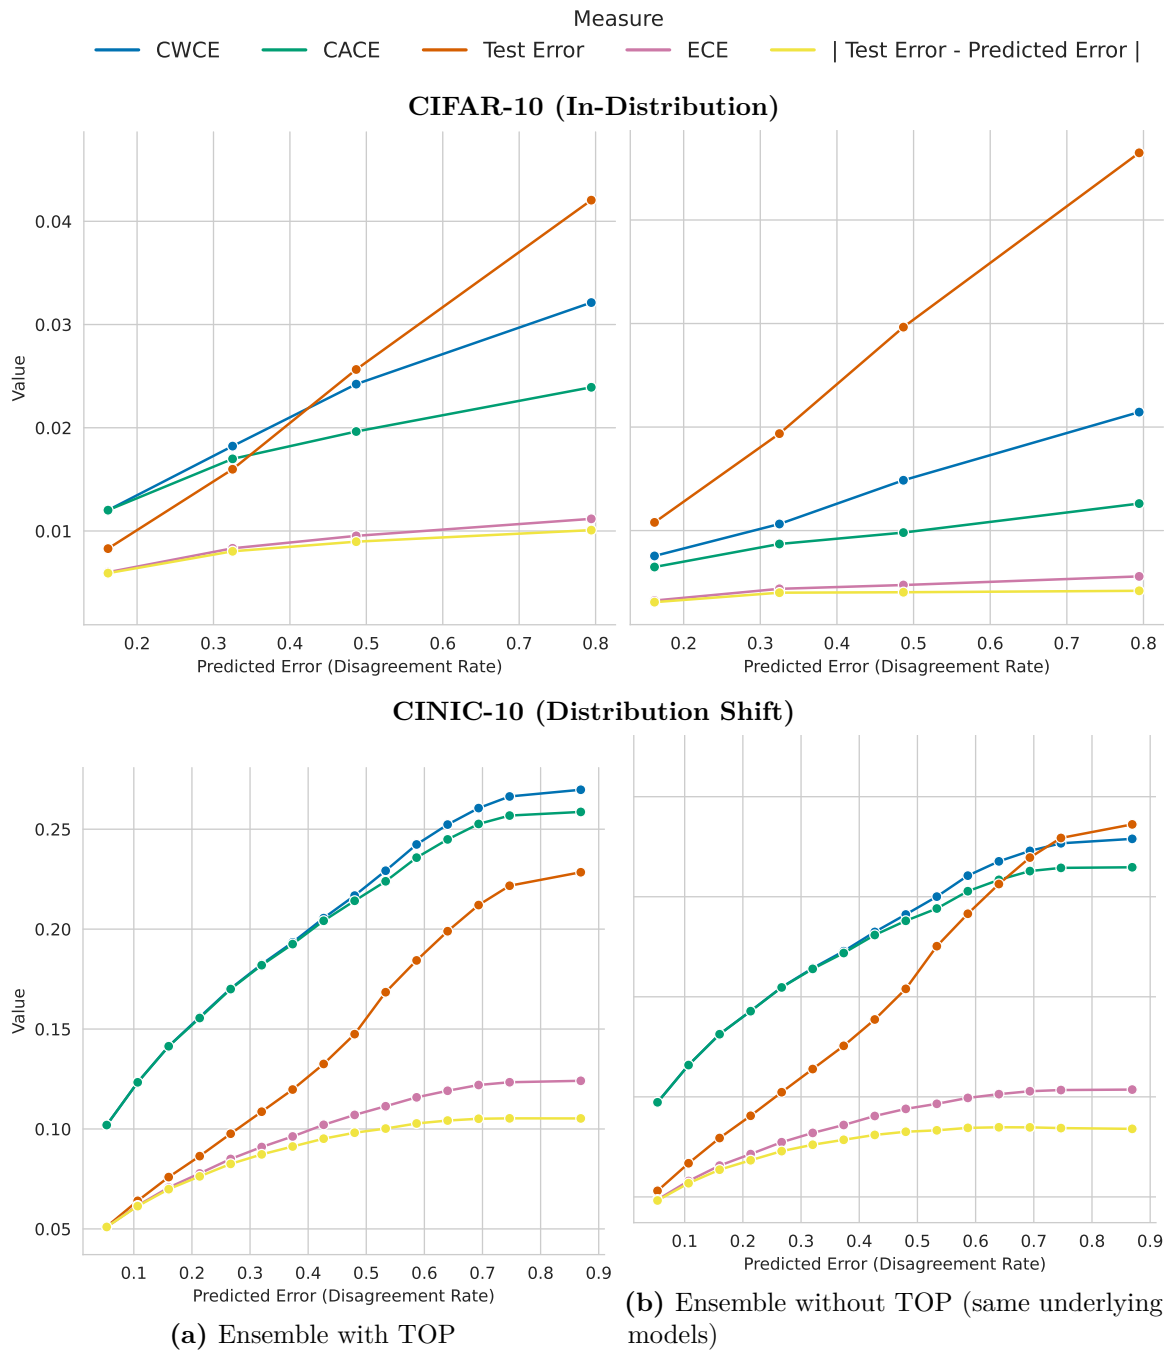 Measure
CWCE CACE Test Error ECE | Test Error - Predicted Error |
CIFAR-10 (In-Distribution)
0.04
0.03
0.02
0.01
Value
0.2 0.3 0.4 0.5 0.6 0.7 0.8
Predicted Error (Disagreement Rate)
0.2 0.3 0.4 0.5 0.6 0.7 0.8
Predicted Error (Disagreement Rate)
CINIC-10 (Distribution Shift)
0.25
0.20
0.15
0.10
0.05
Value
0.1 0.2 0.3 0.4 0.5 0.6 0.7 0.8 0.9
Predicted Error (Disagreement Rate)
(a) Ensemble with TOP
0.1 0.2 0.3 0.4 0.5 0.6 0.7 0.8 0.9
Predicted Error (Disagreement Rate)
(b) Ensemble without TOP (same underlying
models)